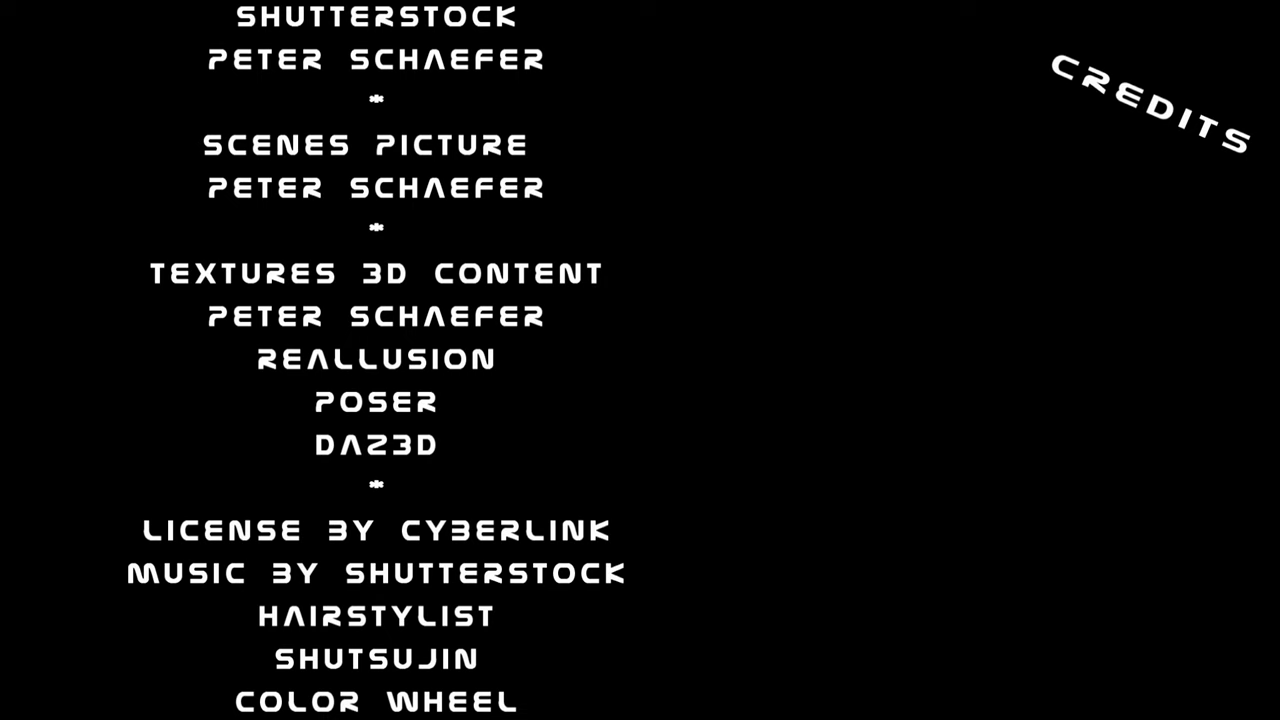 SHUTTERSTOCK
PETER SCHAEFER
*
SCENES PICTURE
PETER SCHAEFER
*
TEXTURES 3D CONTENT
PETER SCHAEFER
REALLUSION
POSER
DAZ3D
*
LICENSE BY CYBERLINK
MUSIC BY SHUTTERSTOCK
HAIRSTYLIST
SHUTSUJIN
COLOR WHEEL
CREDITS